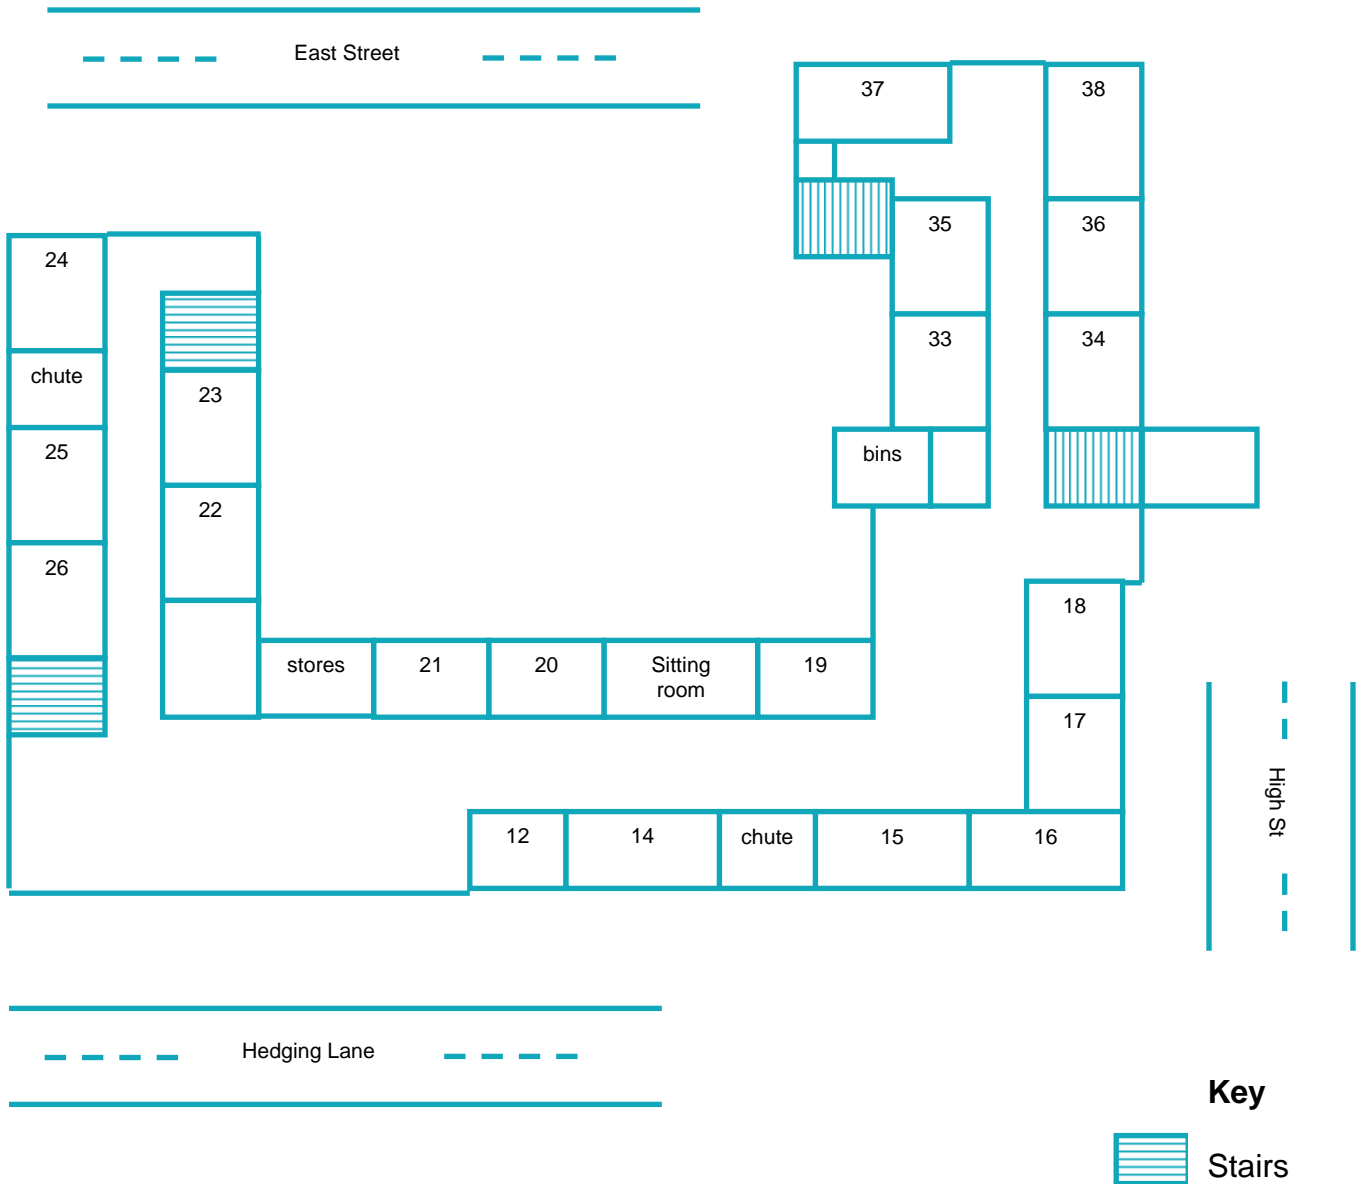 East Street
37
38
35
36
24
33
34
chute
23
25
bins
22
26
18
stores
21
20
Sitting
room
19
17
High St
12
14
chute
15
16
Hedging Lane
Key
Stairs